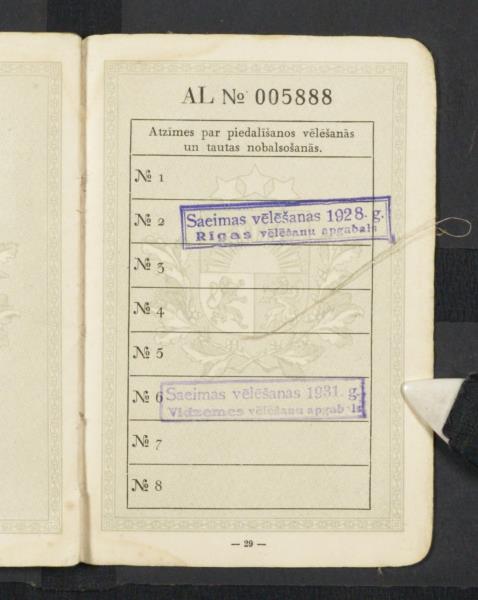 AL № 005888
Atzīmes par piedalīšanos vēlēšanās
un tautas nobalsošanās.
№ 1
№ 2
Saeimas vēlēšanas 1928. g.
Rīgas vēlēšanu apgabals
№ 3
№ 4
№ 5
№ 6
Saeimas vēlēšanas 1931. g.
Vidzemes vēlēšanu apgabals
№ 7
№ 8
— 29 —